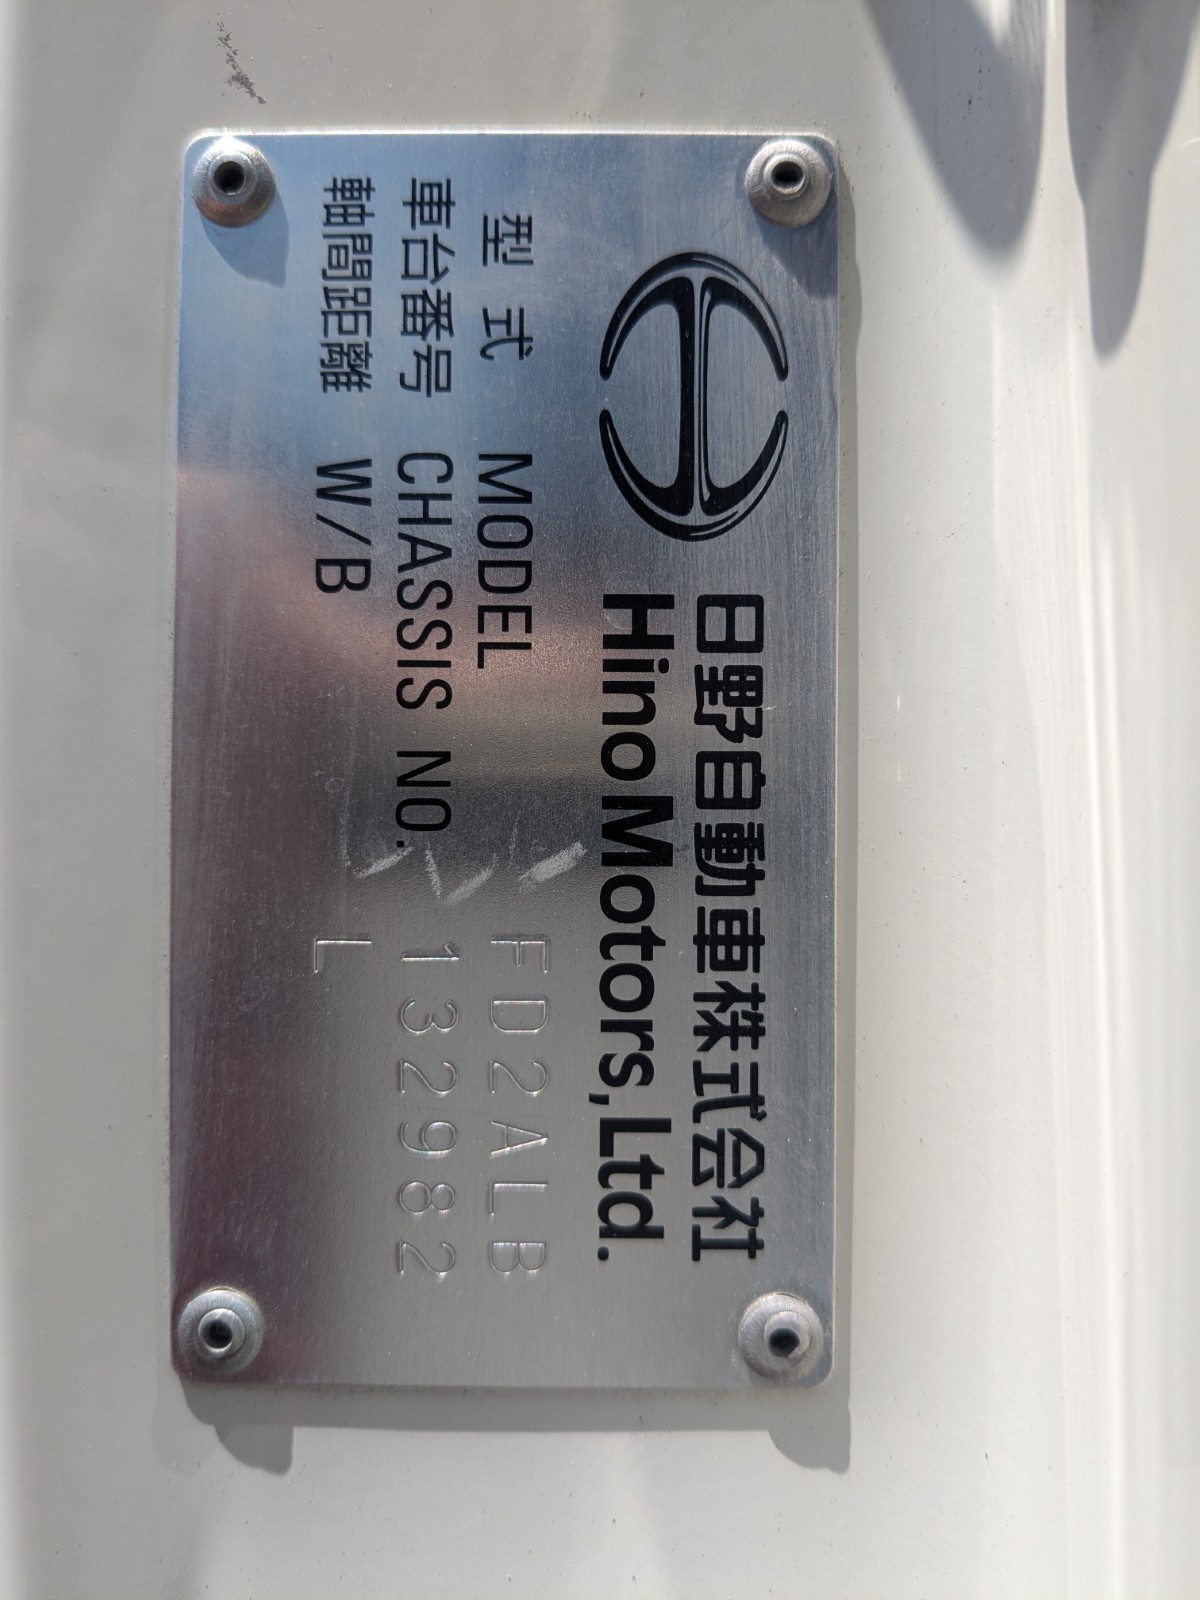 日野自動車株式会社
Hino Motors, Ltd.
型式 MODEL FD2ALB
車台番号 CHASSIS NO. 132982
軸間距離 W/B L